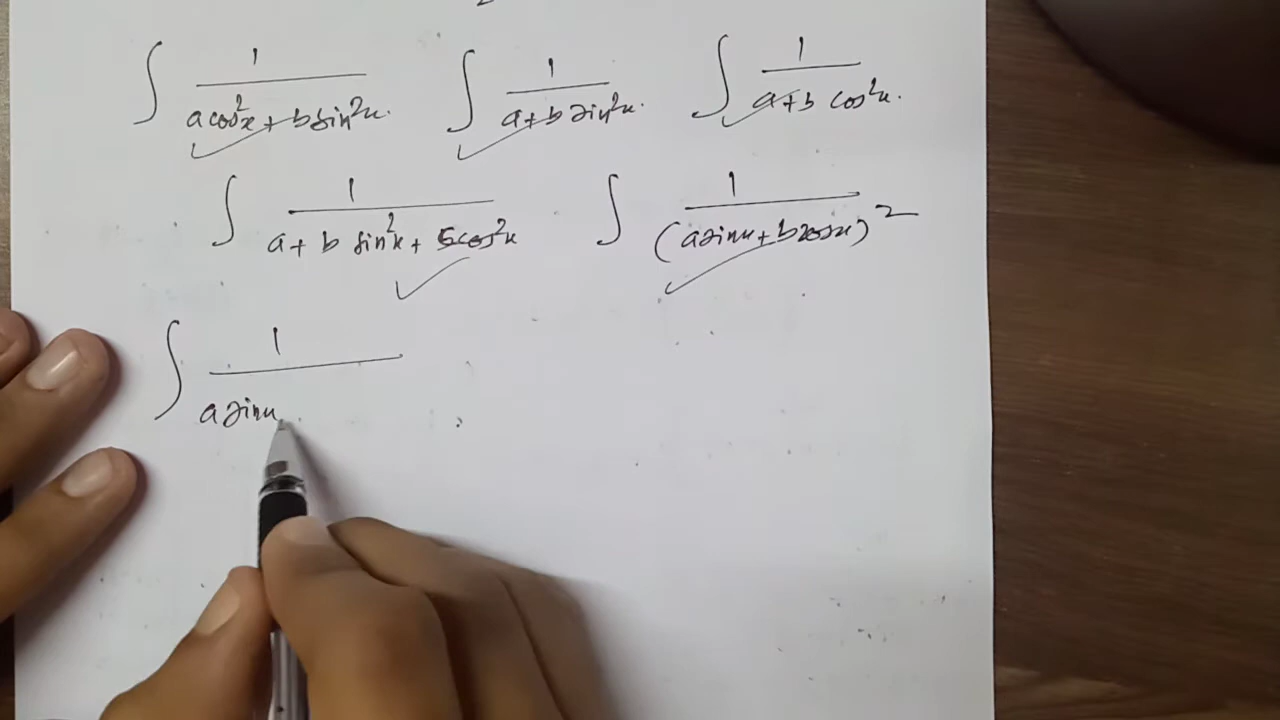 ∫ 1/(a cos²x + b sin²x) ∫ 1/(a + b sin²x) ∫ 1/(a + b cos²x)
∫ 1/(a + b sin²x + c cos²x) ∫ 1/(a sinx + b cosx)²
∫ 1/(a sinx